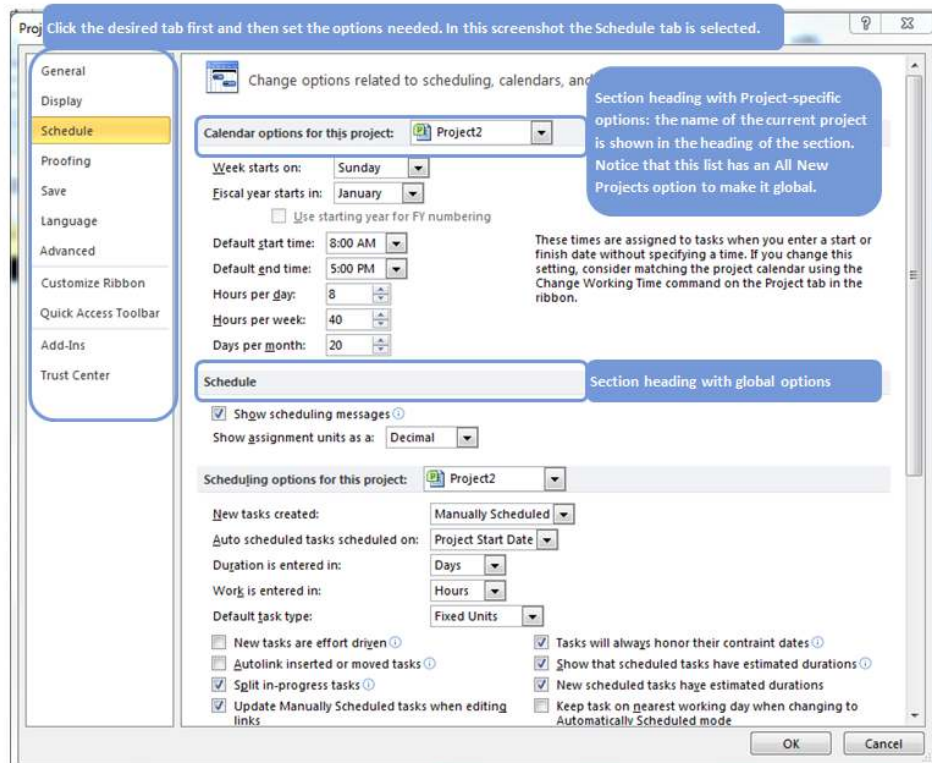 Proj
Click the desired tab first and then set the options needed. In this screenshot the Schedule tab is selected.
General
Display
Schedule
Proofing
Save
Language
Advanced
Customize Ribbon
Quick Access Toolbar
Add-Ins
Trust Center
Change options related to scheduling, calendars, and
Section heading with Project-specific
options: the name of the current project
is shown in the heading of the section.
Notice that this list has an All New
Projects option to make it global.
Calendar options for this project: Project2
Week starts on: Sunday
Fiscal year starts in: January
Use starting year for FY numbering
Default start time: 8:00 AM
Default end time: 5:00 PM
Hours per day: 8
Hours per week: 40
Days per month: 20
These times are assigned to tasks when you enter a start or
finish date without specifying a time. If you change this
setting, consider matching the project calendar using the
Change Working Time command on the Project tab in the
ribbon.
Schedule
Section heading with global options
Show scheduling messages
Show assignment units as a: Decimal
Scheduling options for this project: Project2
New tasks created: Manually Scheduled
Auto scheduled tasks scheduled on: Project Start Date
Duration is entered in: Days
Work is entered in: Hours
Default task type: Fixed Units
New tasks are effort driven
Autolink inserted or moved tasks
Split in-progress tasks
Update Manually Scheduled tasks when editing
links
Tasks will always honor their contraint dates
Show that scheduled tasks have estimated durations
New scheduled tasks have estimated durations
Keep task on nearest working day when changing to
Automatically Scheduled mode
OK
Cancel